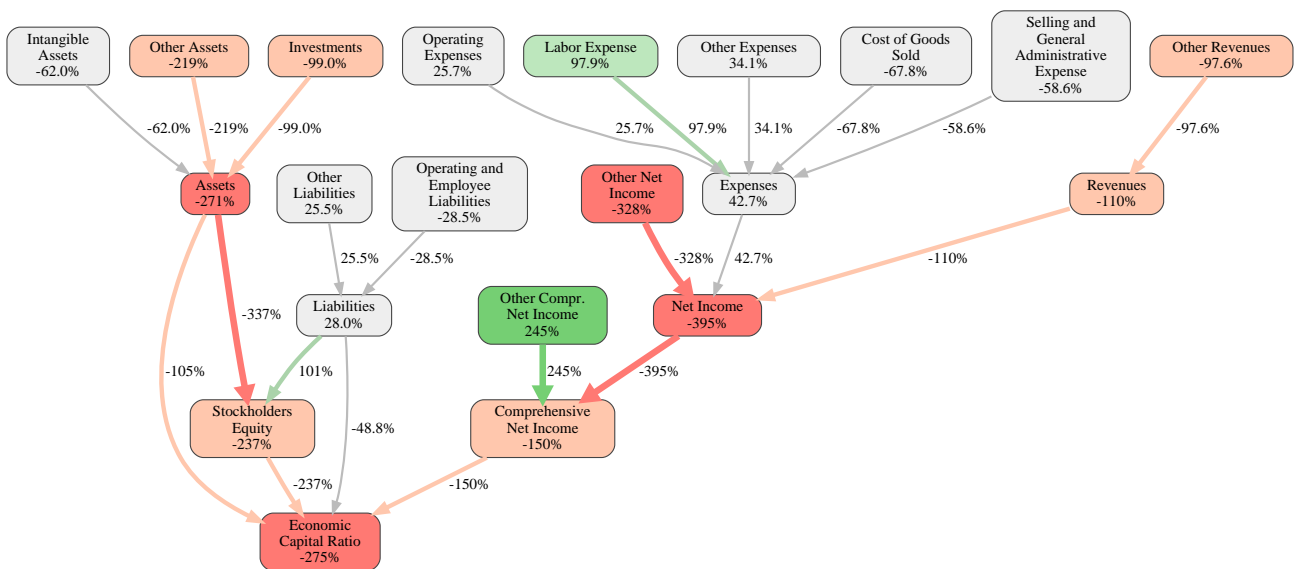 Intangible
Assets
-62.0%
Other Assets
-219%
Investments
-99.0%
Operating
Expenses
25.7%
Labor Expense
97.9%
Other Expenses
34.1%
Cost of Goods
Sold
-67.8%
Selling and
General
Administrative
Expense
-58.6%
Other Revenues
-97.6%
-62.0%
-219%
-99.0%
25.7%
97.9%
34.1%
-67.8%
-58.6%
-97.6%
Assets
-271%
Other
Liabilities
25.5%
Operating and
Employee
Liabilities
-28.5%
Other Net
Income
-328%
Expenses
42.7%
Revenues
-110%
25.5%
-28.5%
-328%
42.7%
-110%
-337%
Liabilities
28.0%
Other Compr.
Net Income
245%
Net Income
-395%
-105%
101%
245%
-395%
Stockholders
Equity
-237%
-48.8%
Comprehensive
Net Income
-150%
-237%
-150%
Economic
Capital Ratio
-275%